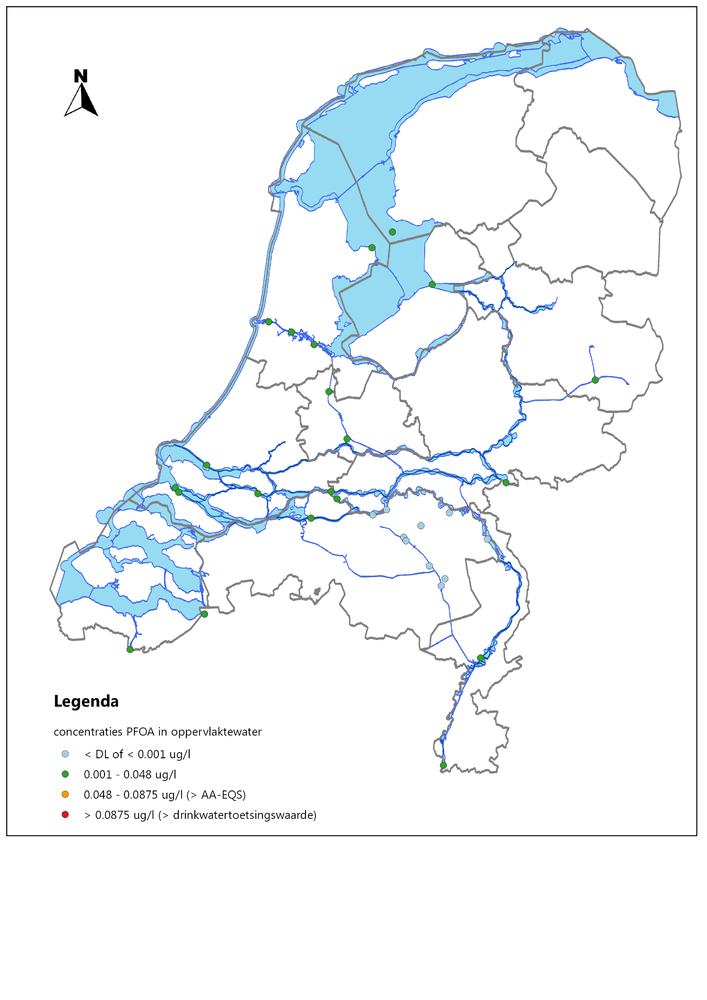 N
Legenda
concentraties PFOA in oppervlaktewater
< DL of < 0.001 ug/l
0.001 - 0.048 ug/l
0.048 - 0.0875 ug/l (> AA-EQS)
> 0.0875 ug/l (> drinkwatertoetsingswaarde)